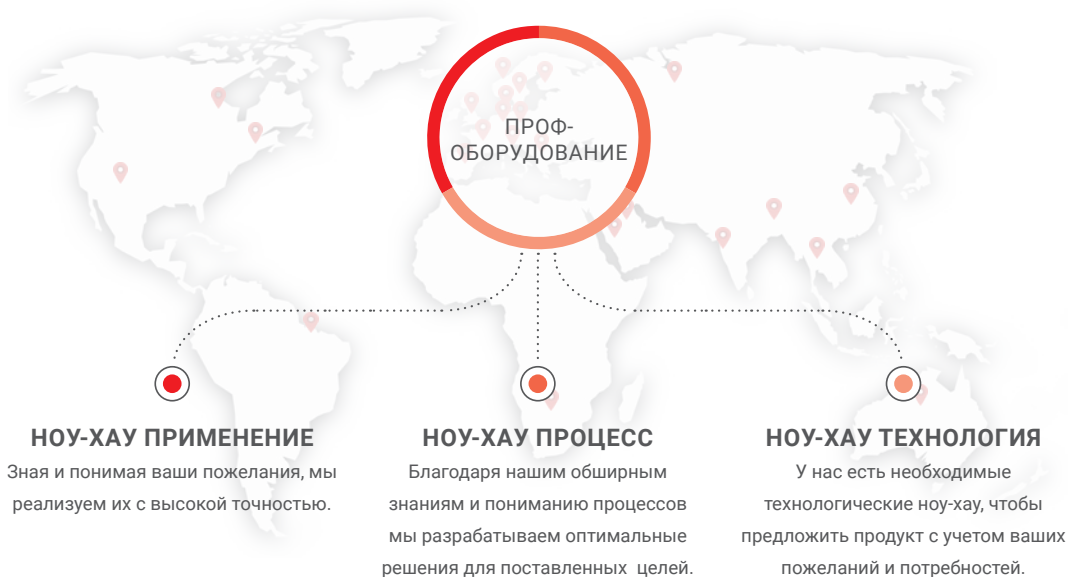 ПРОФ-
ОБОРУДОВАНИЕ
НОУ-ХАУ ПРИМЕНЕНИЕ
Зная и понимая ваши пожелания, мы
реализуем их с высокой точностью.
НОУ-ХАУ ПРОЦЕСС
Благодаря нашим обширным
знаниям и пониманию процессов
мы разрабатываем оптимальные
решения для поставленных целей.
НОУ-ХАУ ТЕХНОЛОГИЯ
У нас есть необходимые
технологические ноу-хау, чтобы
предложить продукт с учетом ваших
пожеланий и потребностей.